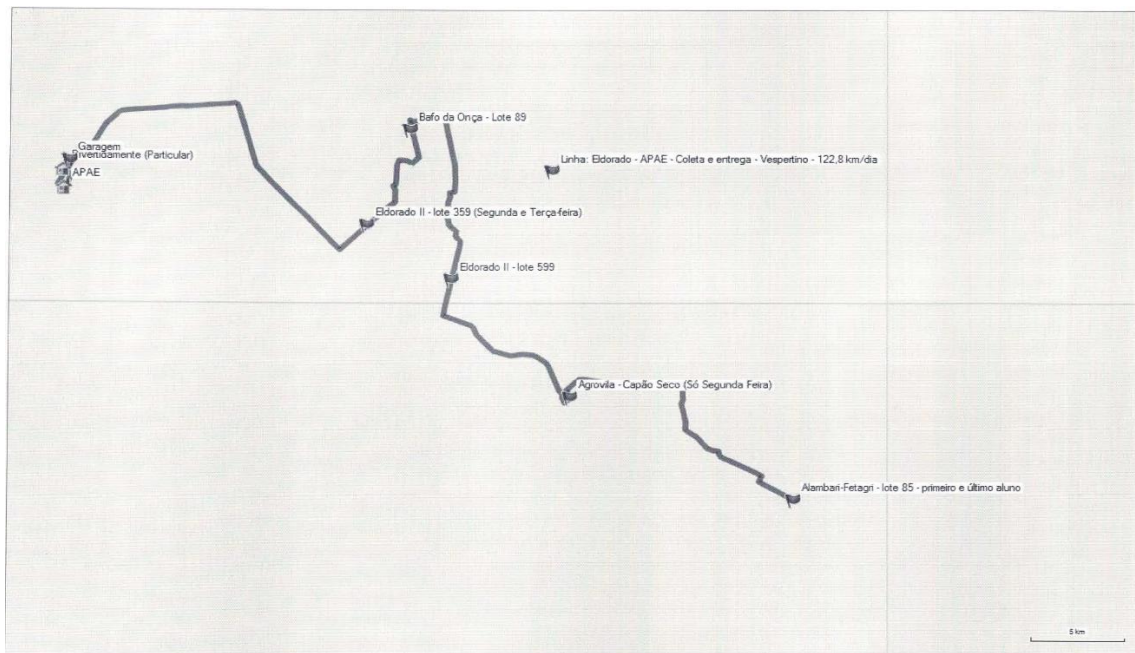 Bafo da Onça - Lote 89
Garagem
Divertidamente (Particular)
APAE
Linha: Eldorado - APAE - Coleta e entrega - Vespertino - 122,8 km/dia
Eldorado II - lote 359 (Segunda e Terça-feira)
Eldorado II - lote 599
Agrovila - Capão Seco (Só Segunda Feira)
Alambari-Fetagri - lote 85 - primeiro e último aluno
5 km